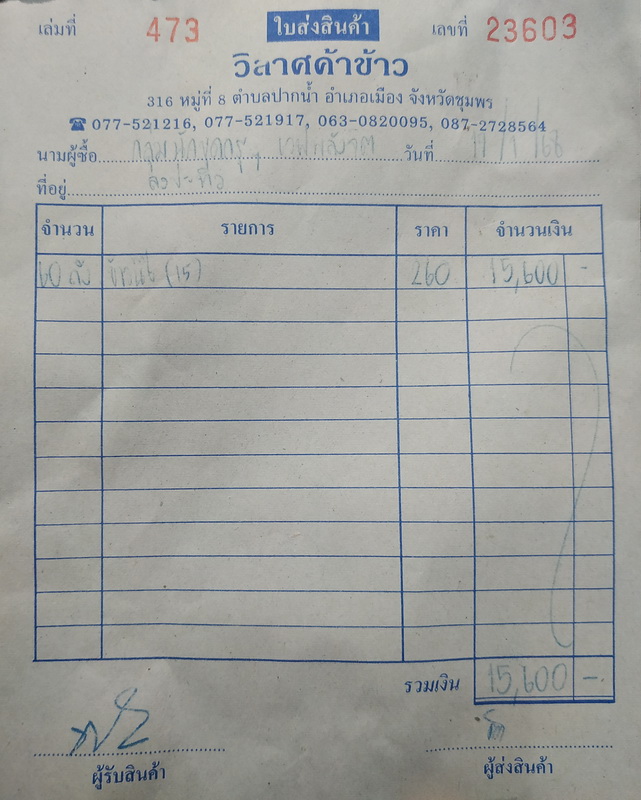 เล่มที่ 473 ใบส่งสินค้า เลขที่ 23603
วิลาศค้าข้าว
316 หมู่ที่ 8 ตำบลปากน้ำ อำเภอเมือง จังหวัดชุมพร
☎ 077-521216, 077-521917, 063-0820095, 087-2728564
นามผู้ซื้อ วันที่
ที่อยู่
จำนวน รายการ ราคา จำนวนเงิน
60 ถัง (15) 260 15,600 -
รวมเงิน 15,600 -
ผู้รับสินค้า ผู้ส่งสินค้า